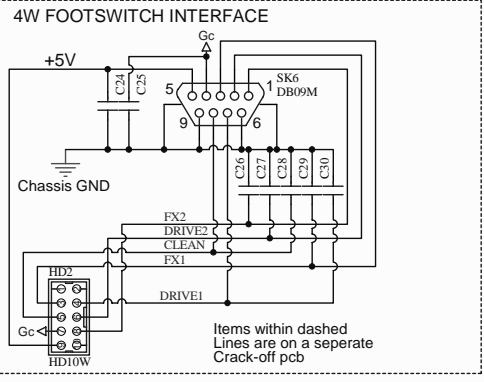 4W FOOTSWITCH INTERFACE
Gc
+5V
C24
C25
5
1
SK6
DB09M
9
6
Chassis GND
C26
C27
C28
C29
C30
FX2
DRIVE2
CLEAN
FX1
HD2
DRIVE1
Gc
HD10W
Items within dashed
Lines are on a seperate
Crack-off pcb